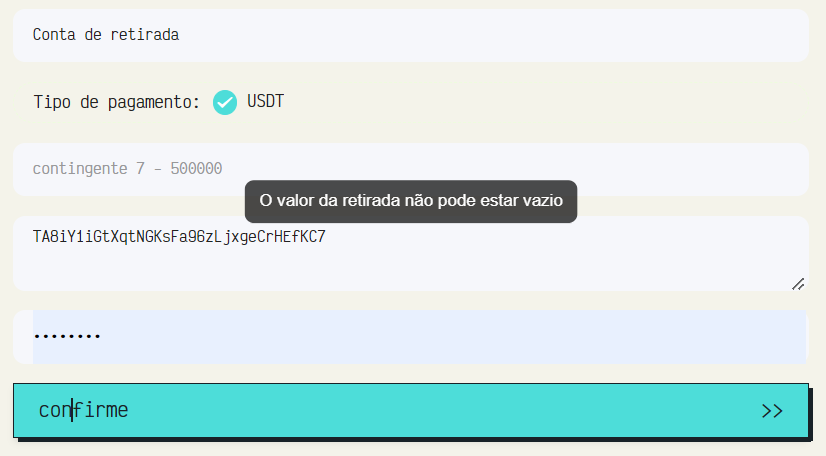 Conta de retirada
Tipo de pagamento: USDT
contingente 7 - 500000
O valor da retirada não pode estar vazio
TA8iY1iGtXqtNGKsFa96zLjxgeCrHEfKC7
••••••••
confirme >>